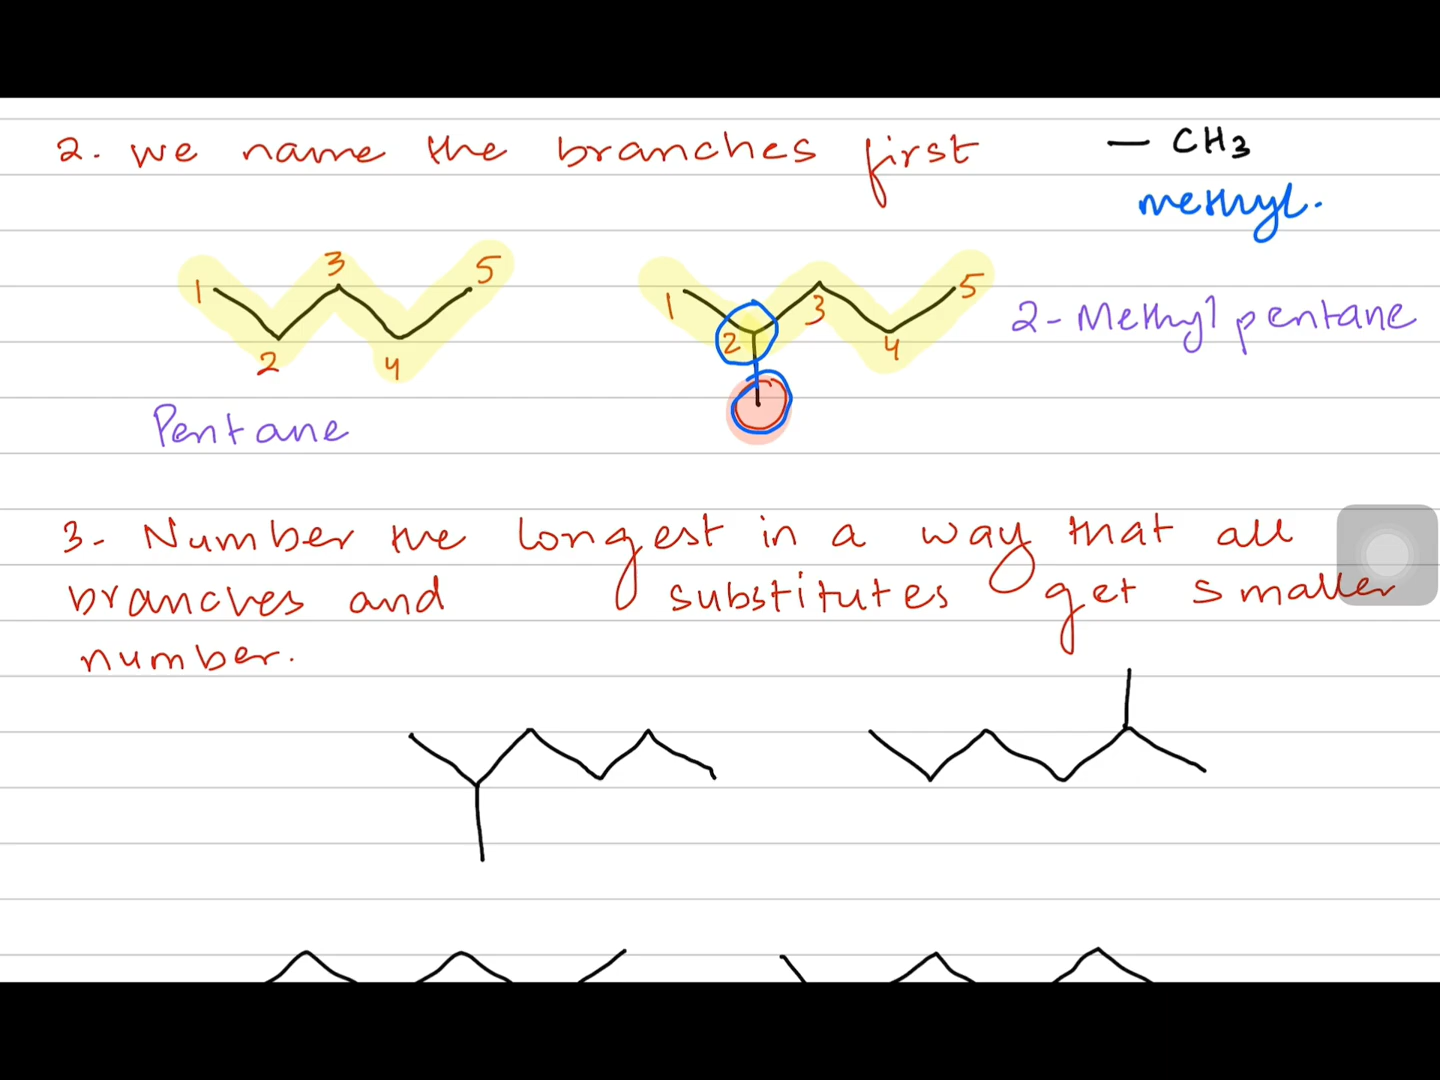 2. we name the branches first
— CH3
methyl.
1 2 3 4 5
1 2 3 4 5
2-Methyl pentane
Pentane
3- Number the longest in a way that all
branches and substitutes get smaller
number.